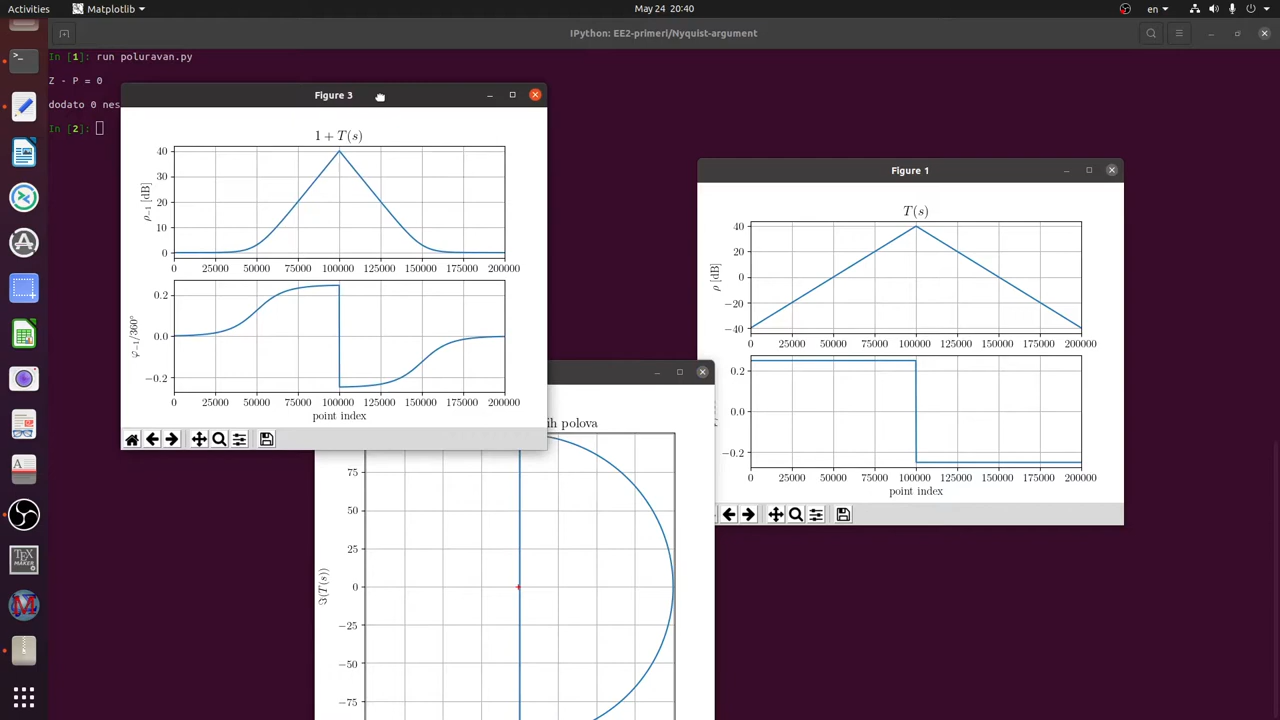 Activities
Matplotlib
May 24 20:40
en
IPython: EE2-primeri/Nyquist-argument
In [1]: run poluravan.py
Z - P = 0
dodato 0 nes
In [2]:
Figure 3
1 + T(s)
ρ₋₁ [dB]
40
30
20
10
0
0 25000 50000 75000 100000 125000 150000 175000 200000
φ₋₁/360°
0.2
0.0
−0.2
0 25000 50000 75000 100000 125000 150000 175000 200000
point index
Figure 1
T(s)
ρ [dB]
40
20
0
−20
−40
0 25000 50000 75000 100000 125000 150000 175000 200000
0.2
0.0
−0.2
0 25000 50000 75000 100000 125000 150000 175000 200000
point index
ih polova
ℑ(T(s))
75
50
25
0
−25
−50
−75
TEX
MAKER